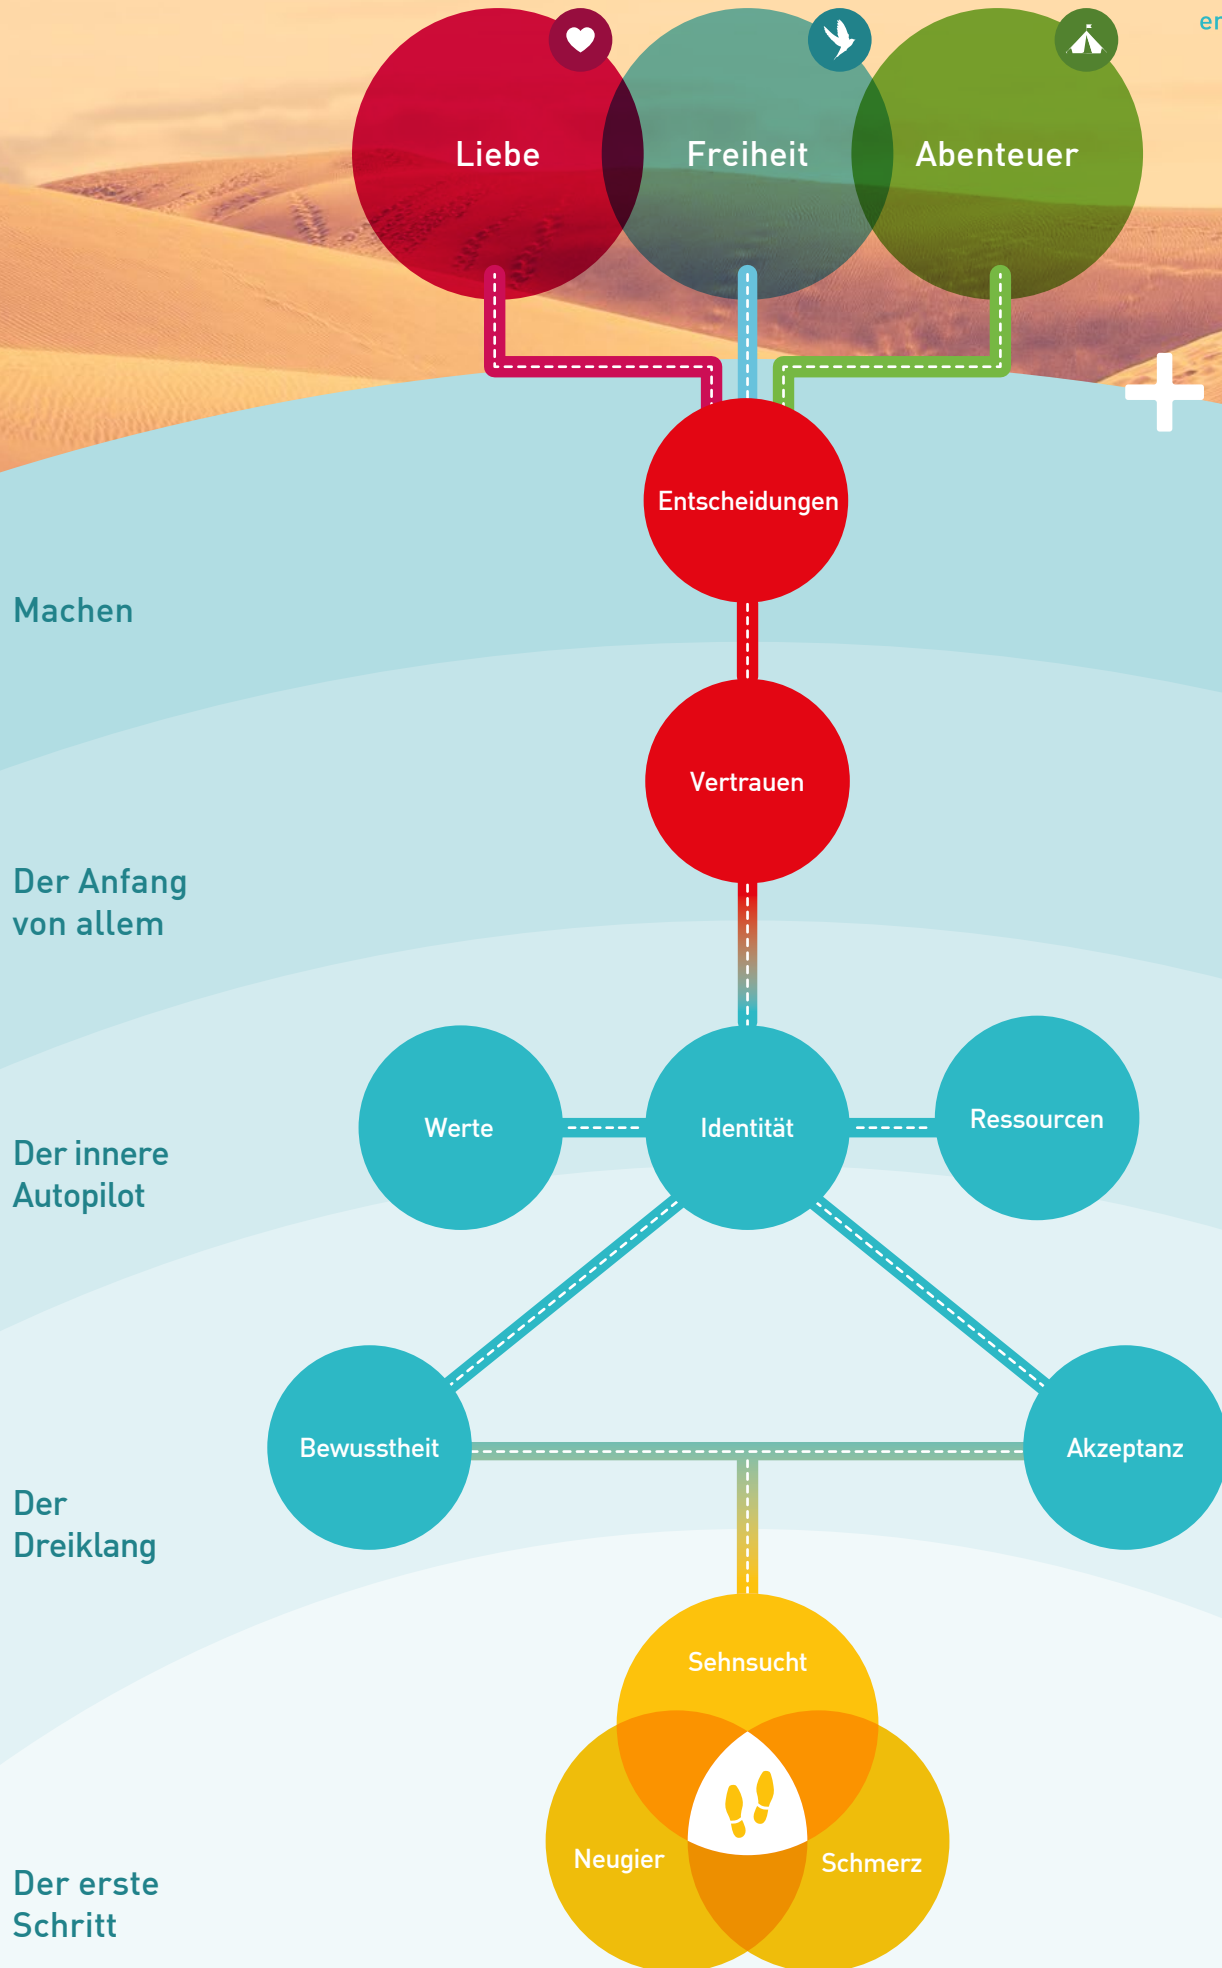 er
Liebe
Freiheit
Abenteuer
Entscheidungen
Machen
Vertrauen
Der Anfang
von allem
Werte
Identität
Ressourcen
Der innere
Autopilot
Bewusstheit
Akzeptanz
Der
Dreiklang
Sehnsucht
Neugier
Schmerz
Der erste
Schritt